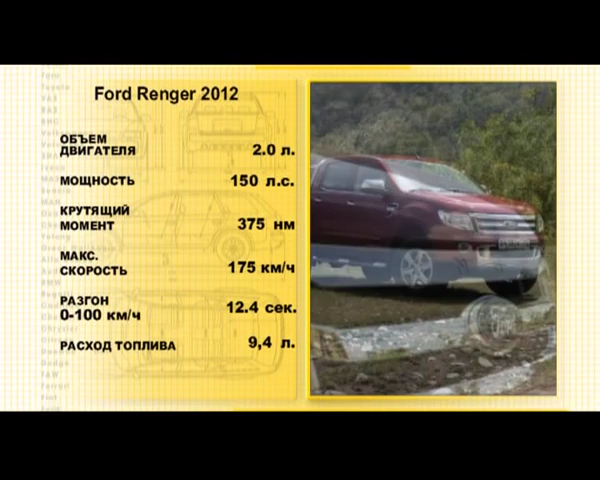 Ford Renger 2012
ОБЪЕМ
ДВИГАТЕЛЯ 2.0 л.
МОЩНОСТЬ 150 л.с.
КРУТЯЩИЙ
МОМЕНТ 375 нм
МАКС.
СКОРОСТЬ 175 км/ч
РАЗГОН
0-100 км/ч 12.4 сек.
РАСХОД ТОПЛИВА 9,4 л.